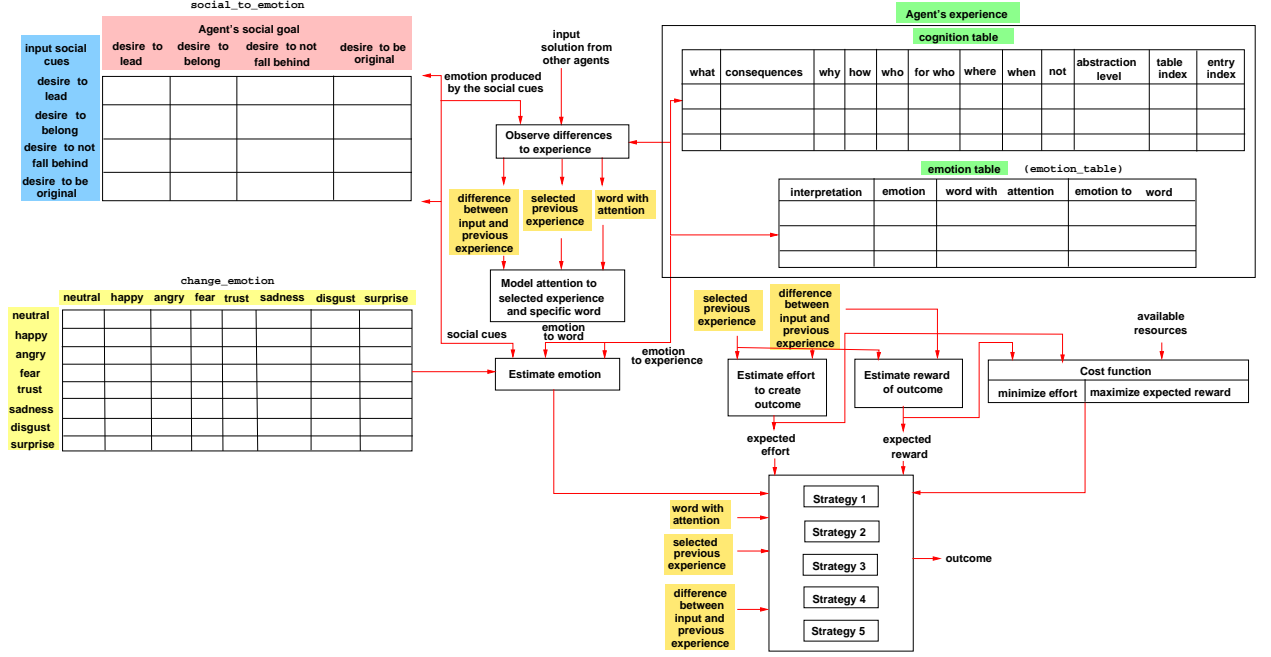 social_to_emotion
Agent's social goal
input social
cues
desire to
lead
desire to
belong
desire to not
fall behind
desire to be
original
desire to
lead
desire to
belong
desire to not
fall behind
desire to be
original
input
solution from
other agents
emotion produced
by the social cues
Observe differences
to experience
difference
between
input and
previous
experience
selected
previous
experience
word with
attention
Model attention to
selected experience
and specific word
Agent's experience
cognition table
what
consequences
why
how
who
for who
where
when
not
abstraction
level
table
index
entry
index
emotion table
(emotion_table)
interpretation
emotion
word with attention
emotion to word
change_emotion
neutral
happy
angry
fear
trust
sadness
disgust
surprise
neutral
happy
angry
fear
trust
sadness
disgust
surprise
social cues
emotion
to word
emotion
to experience
Estimate emotion
selected
previous
experience
difference
between
input and
previous
experience
available
resources
Estimate effort
to create
outcome
Estimate reward
of outcome
Cost function
minimize effort
maximize expected reward
expected
effort
expected
reward
word with
attention
selected
previous
experience
difference
between
input and
previous
experience
Strategy 1
Strategy 2
Strategy 3
Strategy 4
Strategy 5
outcome